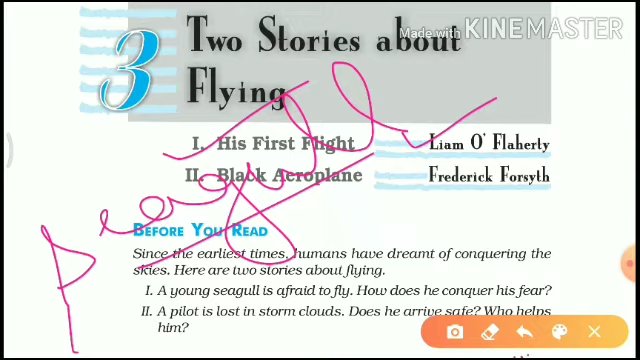 Made with KINEMASTER
3 Two Stories about
Flying
I. His First Flight Liam O' Flaherty
II. Black Aeroplane Frederick Forsyth
BEFORE YOU READ
Since the earliest times, humans have dreamt of conquering the
skies. Here are two stories about flying.
I. A young seagull is afraid to fly. How does he conquer his fear?
II. A pilot is lost in storm clouds. Does he arrive safe? Who helps
him?